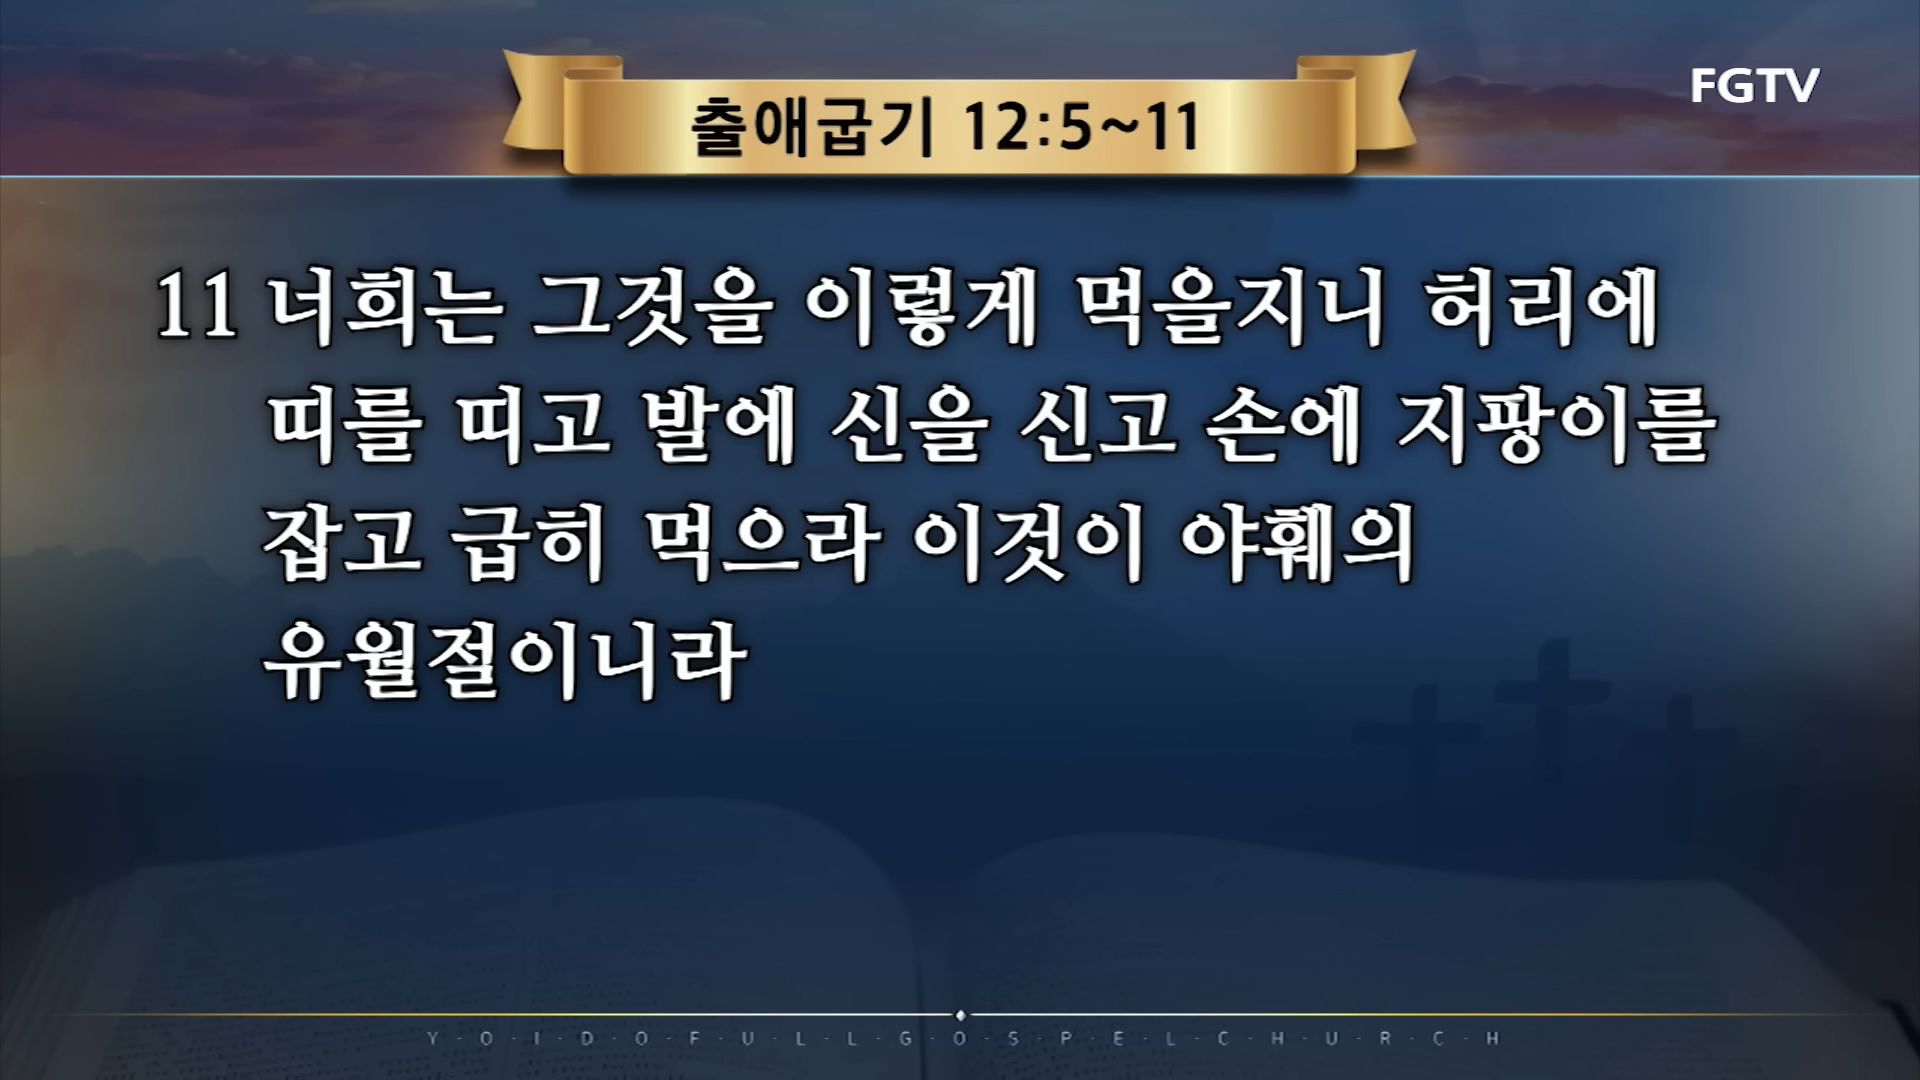 FGTV
출애굽기 12:5~11
11 너희는 그것을 이렇게 먹을지니 허리에
띠를 띠고 발에 신을 신고 손에 지팡이를
잡고 급히 먹으라 이것이 야훼의
유월절이니라
Y·O·I·D·O·F·U·L·L·G·O·S·P·E·L·C·H·U·R·C·H